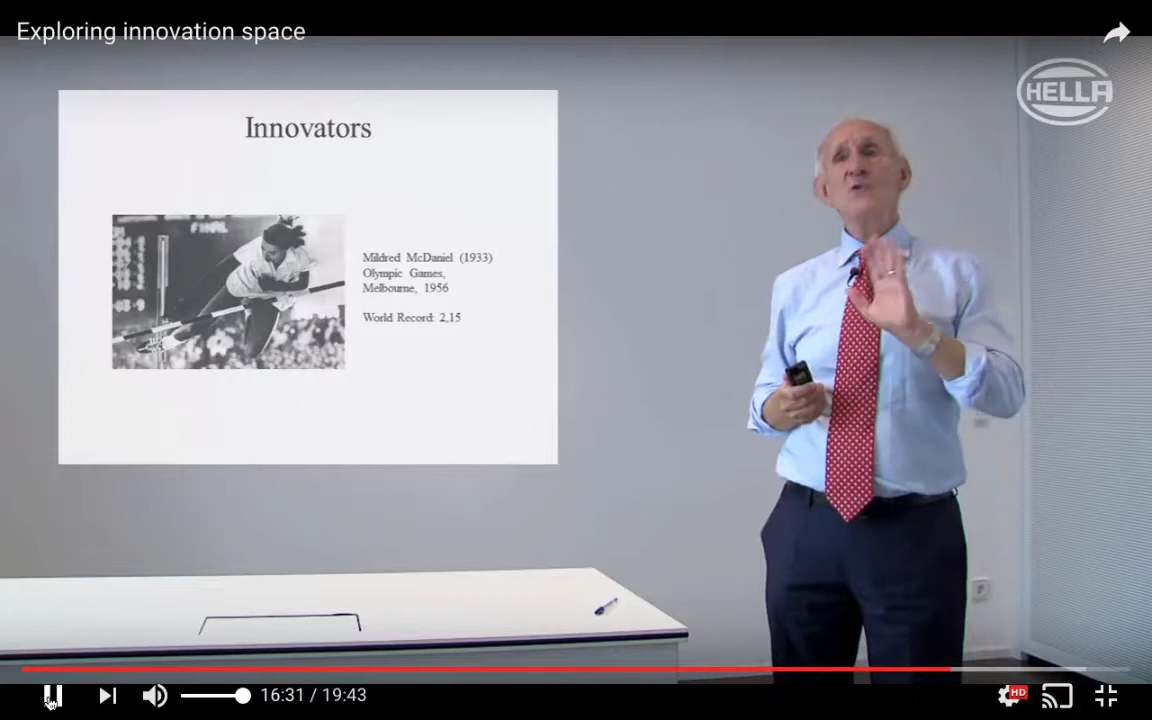 Exploring innovation space
HELLA
Innovators
FINAL
Mildred McDaniel (1933)
Olympic Games,
Melbourne, 1956
World Record: 2,15
16:31 / 19:43
HD